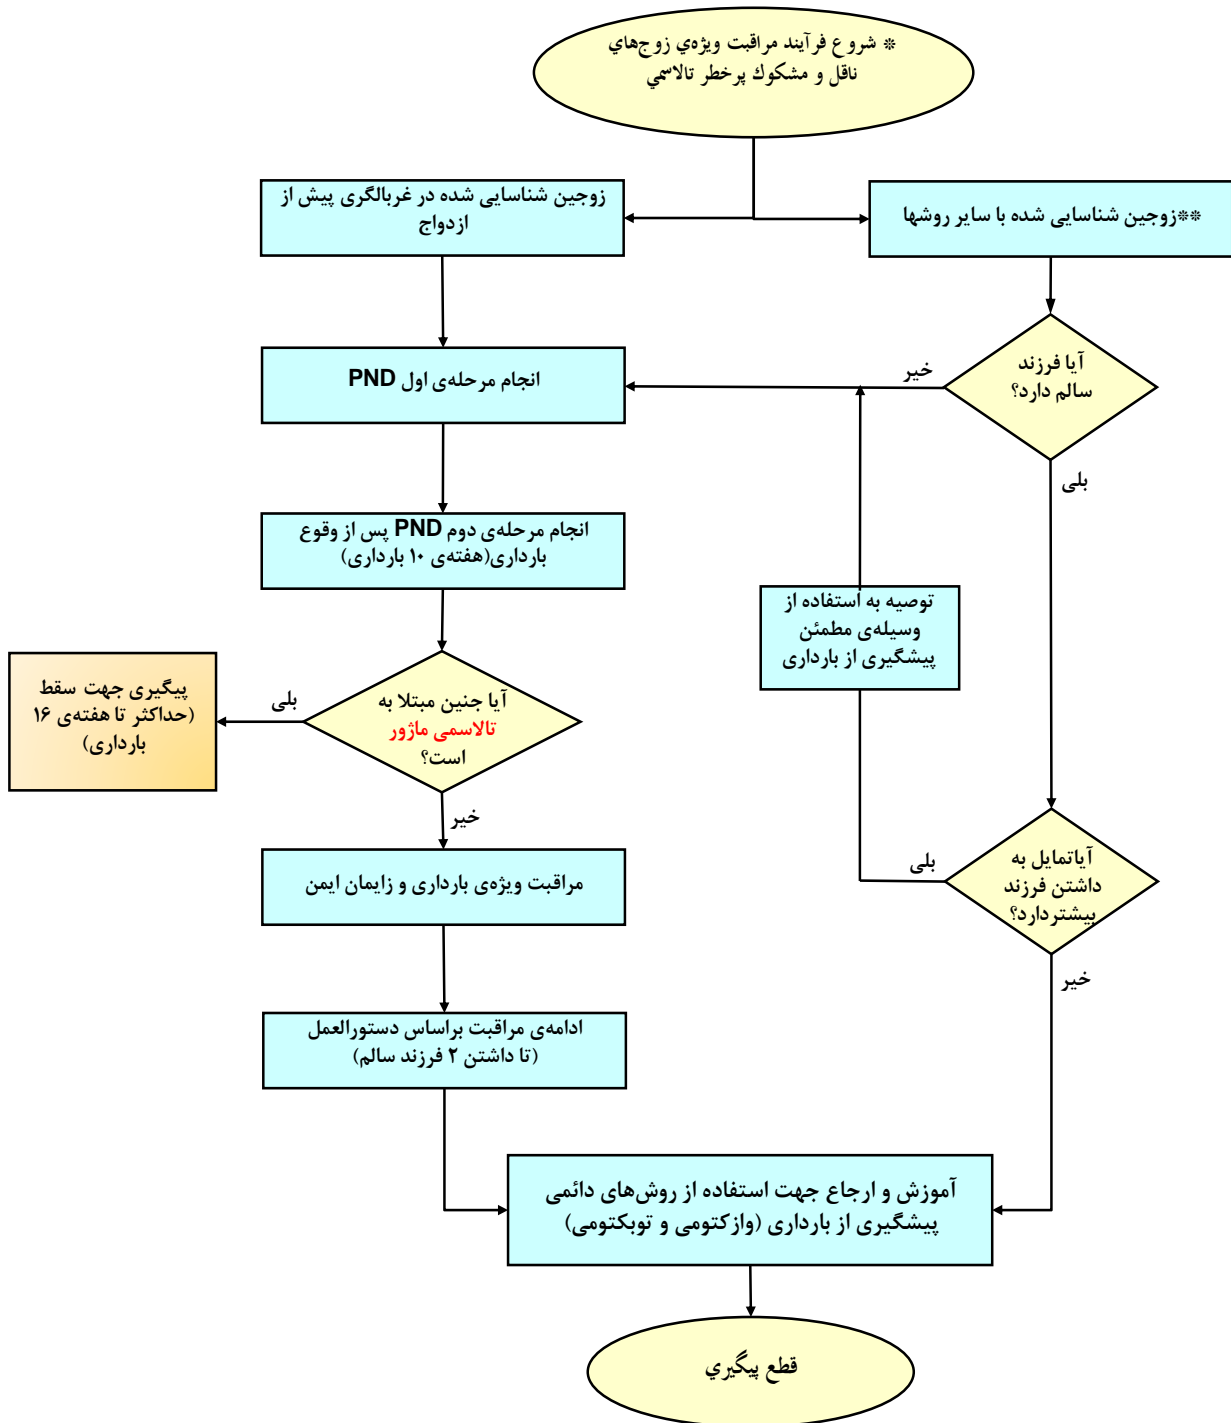 * شروع فرآیند مراقبت ویژه‌ي زوج‌هاي
ناقل و مشكوك پرخطر تالاسمي
زوجین شناسایی شده در غربالگری پیش از
ازدواج
**زوجین شناسایی شده با سایر روشها
آیا فرزند
سالم دارد؟
خیر
بلی
انجام مرحله‌ی اول PND
انجام مرحله‌ی دوم PND پس از وقوع
بارداری(هفته‌ی ۱۰ بارداری)
توصیه به استفاده از
وسیله‌ی مطمئن
پیشگیری از بارداری
آیا جنین مبتلا به
تالاسمی ماژور
است؟
بلی
پیگیری جهت سقط
(حداکثر تا هفته‌ی ۱۶
بارداری)
خیر
مراقبت ویژه‌ی بارداری و زایمان ایمن
آیاتمایل به
داشتن فرزند
بیشتردارد؟
بلی
خیر
ادامه‌ی مراقبت براساس دستورالعمل
(تا داشتن ۲ فرزند سالم)
آموزش و ارجاع جهت استفاده از روش‌های دائمی
پیشگیری از بارداری (وازکتومی و توبکتومی)
قطع پیگیري